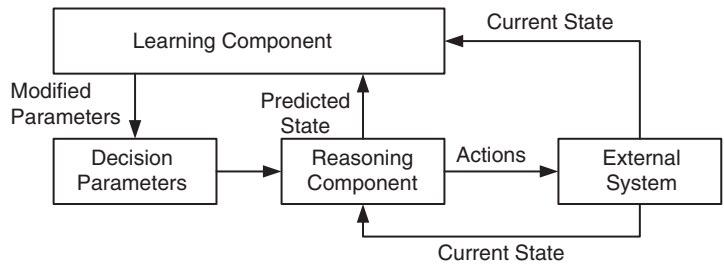 Learning Component
Current State
Modified
Parameters
Predicted
State
Decision
Parameters
Reasoning
Component
Actions
External
System
Current State